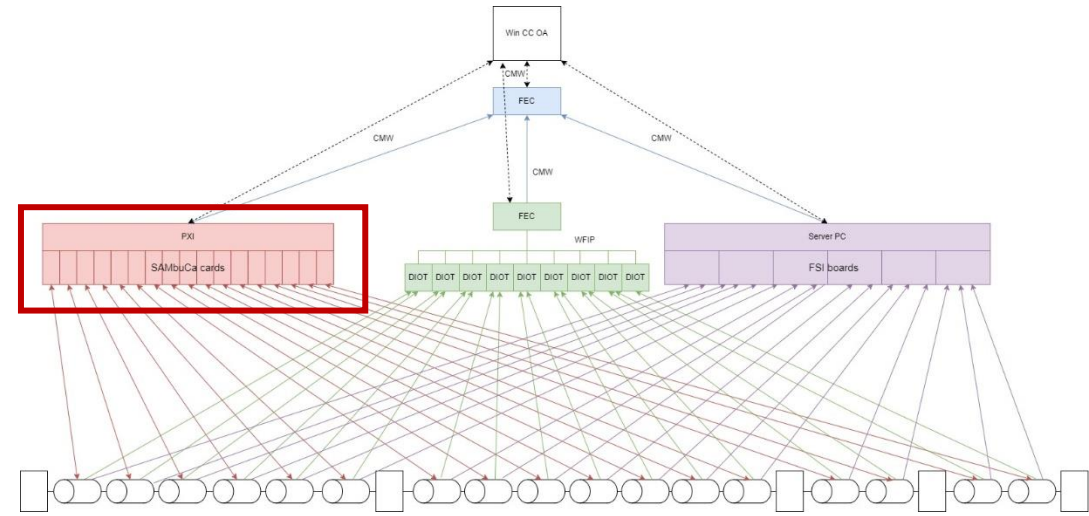 Win CC OA
CMW
FEC
CMW
CMW
CMW
FEC
PXI
WFIP
Server PC
SAMbuCa cards
DIOT DIOT DIOT DIOT DIOT DIOT DIOT DIOT DIOT
FSI boards